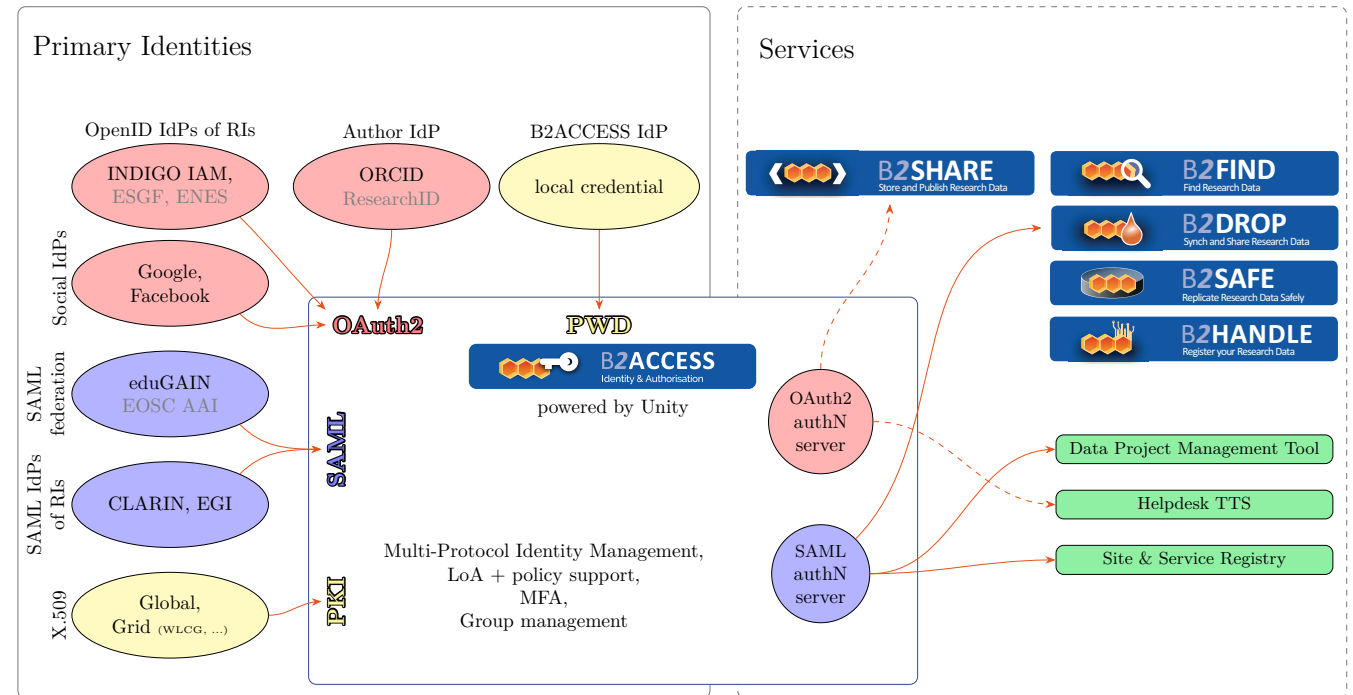 Primary Identities
Services
OpenID IdPs of RIs
Author IdP
B2ACCESS IdP
INDIGO IAM,
ESGF, ENES
ORCID
ResearchID
local credential
B2SHARE
Store and Publish Research Data
B2FIND
Find Research Data
B2DROP
Synch and Share Research Data
B2SAFE
Replicate Research Data Safely
B2HANDLE
Register your Research Data
Social IdPs
Google,
Facebook
OAuth2
PWD
B2ACCESS
Identity & Authorisation
powered by Unity
SAML
federation
eduGAIN
EOSC AAI
SAML
OAuth2
authN
server
SAML IdPs
of RIs
CLARIN, EGI
Data Project Management Tool
Helpdesk TTS
Site & Service Registry
Multi-Protocol Identity Management,
LoA + policy support,
MFA,
Group management
SAML
authN
server
X.509
Global,
Grid (WLCG, ...)
PKI